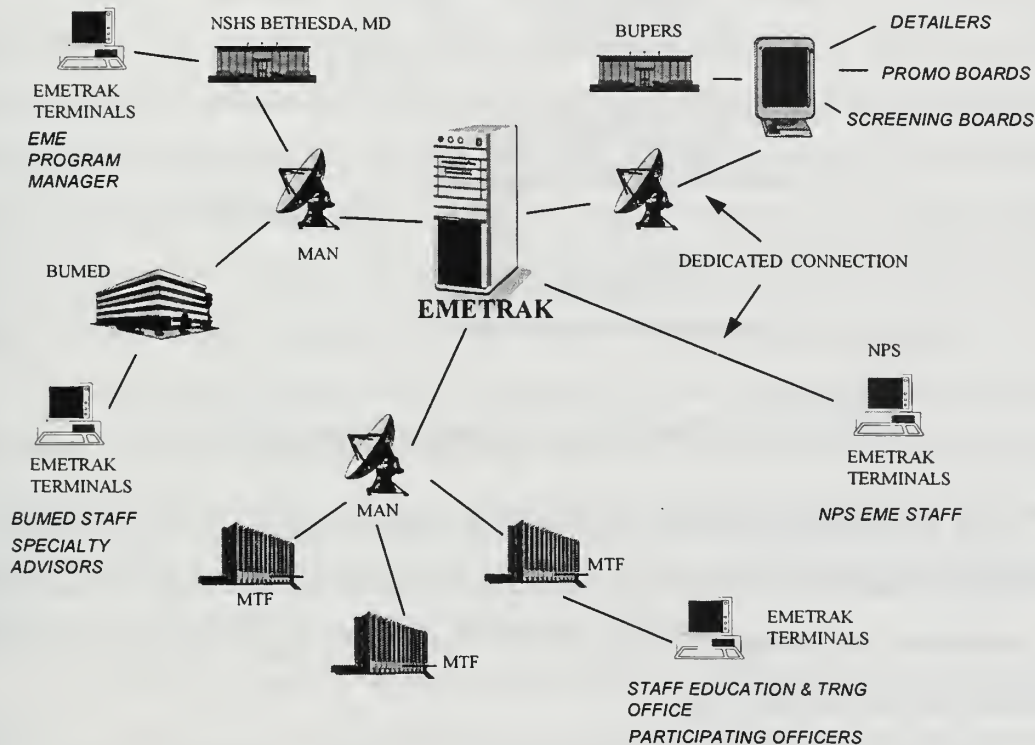 NSHS BETHESDA, MD
EMETRAK
TERMINALS
EME
PROGRAM
MANAGER
BUPERS
DETAILERS
PROMO BOARDS
SCREENING BOARDS
MAN
EMETRAK
DEDICATED CONNECTION
BUMED
EMETRAK
TERMINALS
BUMED STAFF
SPECIALTY
ADVISORS
NPS
EMETRAK
TERMINALS
NPS EME STAFF
MAN
MTF
MTF
MTF
EMETRAK
TERMINALS
STAFF EDUCATION & TRNG
OFFICE
PARTICIPATING OFFICERS